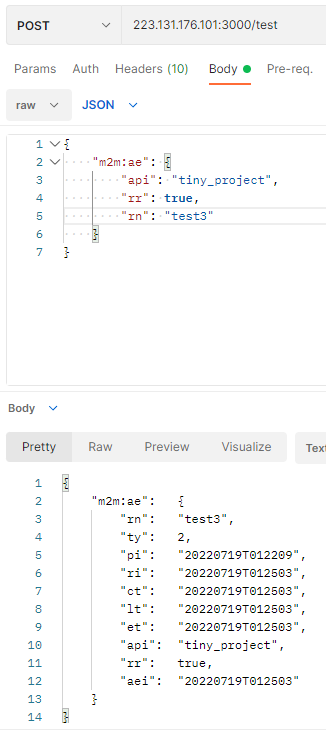 POST 223.131.176.101:3000/test
Params Auth Headers (10) Body Pre-req.
raw JSON
1 {
2 "m2m:ae": {
3 "api": "tiny_project",
4 "rr": true,
5 "rn": "test3"
6 }
7 }
Body
Pretty Raw Preview Visualize Text
1 {
2 "m2m:ae": {
3 "rn": "test3",
4 "ty": 2,
5 "pi": "20220719T012209",
6 "ri": "20220719T012503",
7 "ct": "20220719T012503",
8 "lt": "20220719T012503",
9 "et": "20220719T012503",
10 "api": "tiny_project",
11 "rr": true,
12 "aei": "20220719T012503"
13 }
14 }